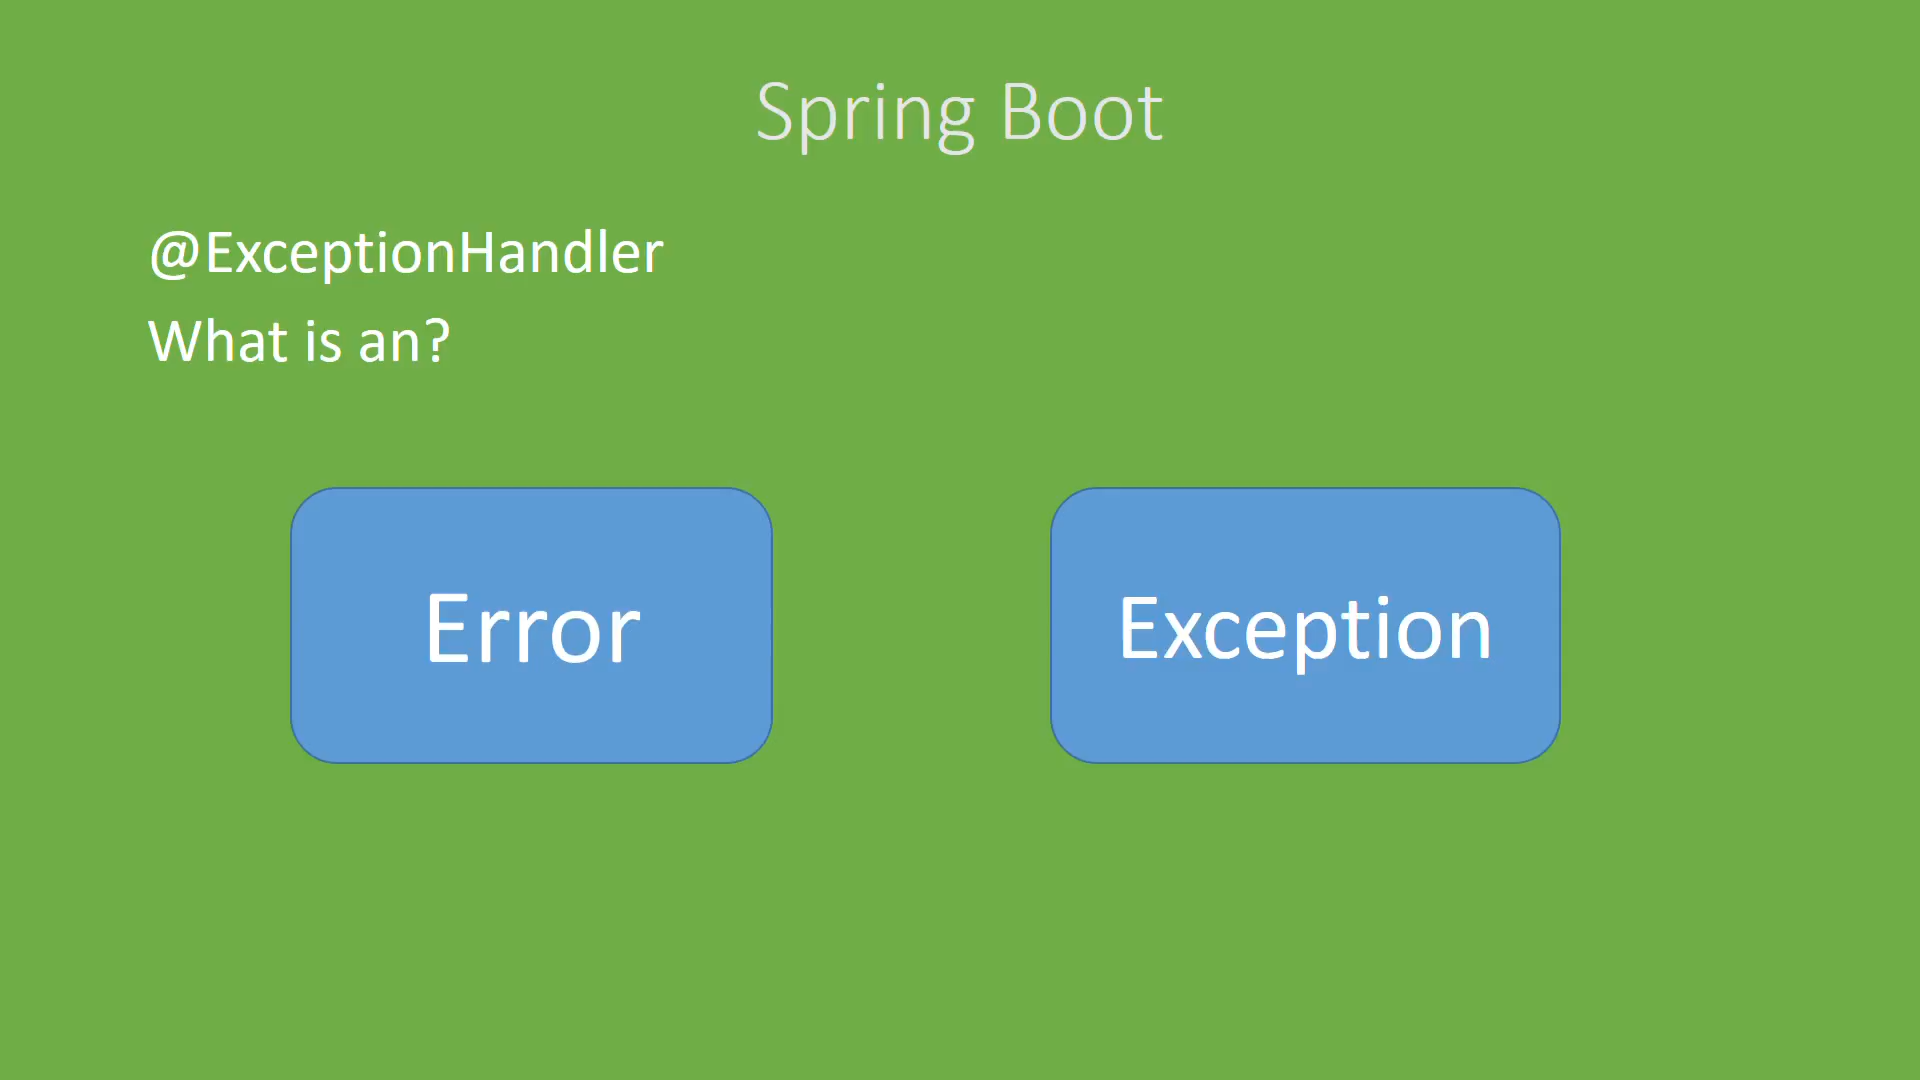 Spring Boot
@ExceptionHandler
What is an?
Error
Exception